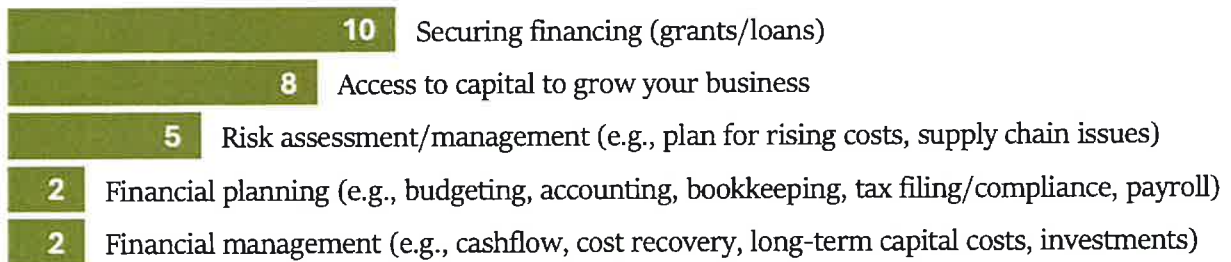 10 Securing financing (grants/loans)
8 Access to capital to grow your business
5 Risk assessment/management (e.g., plan for rising costs, supply chain issues)
2 Financial planning (e.g., budgeting, accounting, bookkeeping, tax filing/compliance, payroll)
2 Financial management (e.g., cashflow, cost recovery, long-term capital costs, investments)